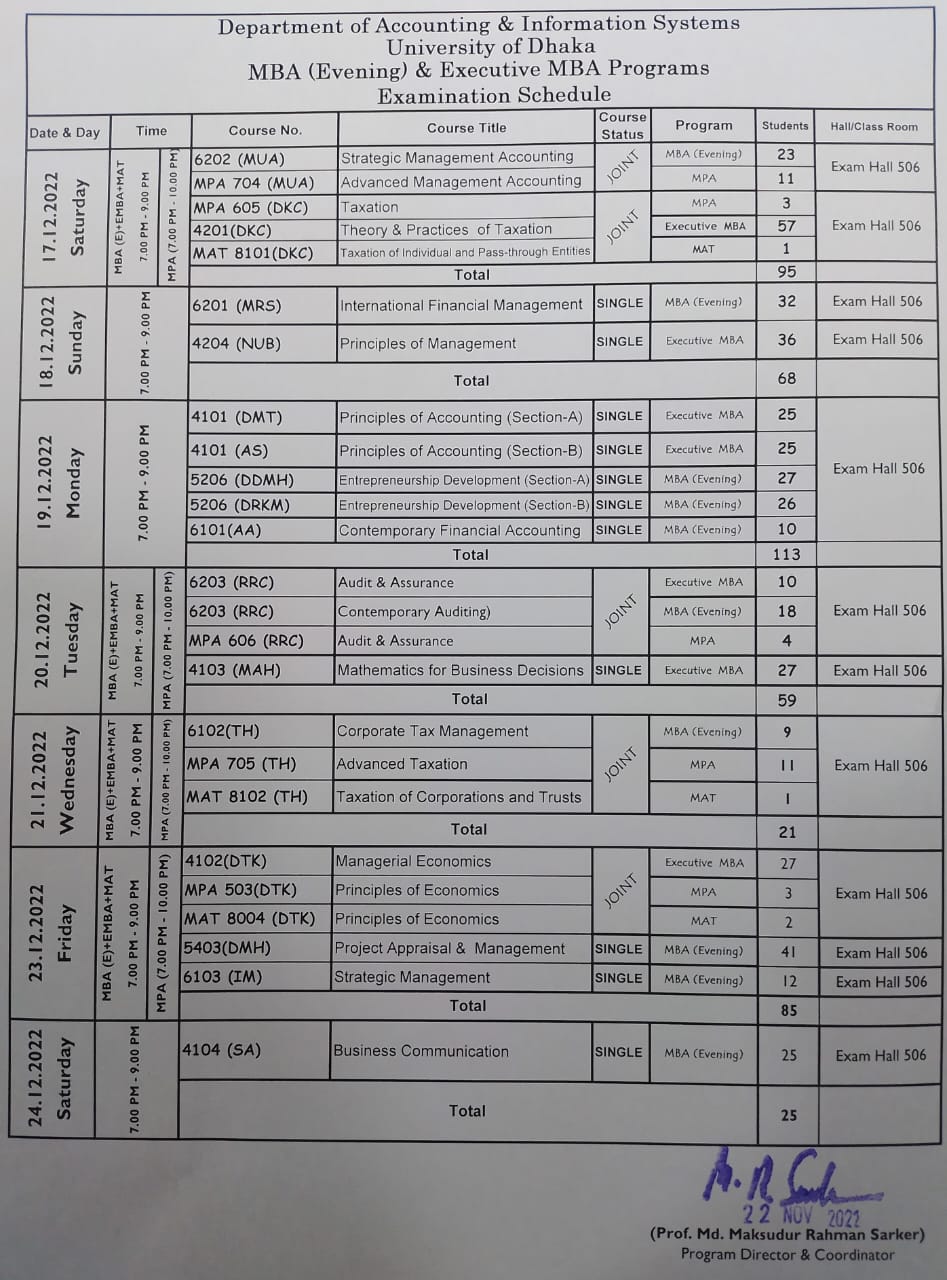 Department of Accounting & Information Systems
University of Dhaka
MBA (Evening) & Executive MBA Programs
Examination Schedule
Date & Day Time Course No. Course Title Course Status Program Students Hall/Class Room
17.12.2022 Saturday MBA (E)+EMBA+MAT 7.00 PM - 9.00 PM MPA (7.00 PM - 10.00 PM)
6202 (MUA) Strategic Management Accounting JOINT MBA (Evening) 23 Exam Hall 506
MPA 704 (MUA) Advanced Management Accounting MPA 11
MPA 605 (DKC) Taxation JOINT MPA 3 Exam Hall 506
4201(DKC) Theory & Practices of Taxation Executive MBA 57
MAT 8101(DKC) Taxation of Individual and Pass-through Entities MAT 1
Total 95
18.12.2022 Sunday 7.00 PM - 9.00 PM
6201 (MRS) International Financial Management SINGLE MBA (Evening) 32 Exam Hall 506
4204 (NUB) Principles of Management SINGLE Executive MBA 36 Exam Hall 506
Total 68
19.12.2022 Monday 7.00 PM - 9.00 PM
4101 (DMT) Principles of Accounting (Section-A) SINGLE Executive MBA 25 Exam Hall 506
4101 (AS) Principles of Accounting (Section-B) SINGLE Executive MBA 25
5206 (DDMH) Entrepreneurship Development (Section-A) SINGLE MBA (Evening) 27
5206 (DRKM) Entrepreneurship Development (Section-B) SINGLE MBA (Evening) 26
6101(AA) Contemporary Financial Accounting SINGLE MBA (Evening) 10
Total 113
20.12.2022 Tuesday MBA (E)+EMBA+MAT 7.00 PM - 9.00 PM MPA (7.00 PM - 10.00 PM)
6203 (RRC) Audit & Assurance JOINT Executive MBA 10 Exam Hall 506
6203 (RRC) Contemporary Auditing) MBA (Evening) 18
MPA 606 (RRC) Audit & Assurance MPA 4
4103 (MAH) Mathematics for Business Decisions SINGLE Executive MBA 27 Exam Hall 506
Total 59
21.12.2022 Wednesday MBA (E)+EMBA+MAT 7.00 PM - 9.00 PM MPA (7.00 PM - 10.00 PM)
6102(TH) Corporate Tax Management JOINT MBA (Evening) 9 Exam Hall 506
MPA 705 (TH) Advanced Taxation MPA 11
MAT 8102 (TH) Taxation of Corporations and Trusts MAT 1
Total 21
23.12.2022 Friday MBA (E)+EMBA+MAT 7.00 PM - 9.00 PM MPA (7.00 PM - 10.00 PM)
4102(DTK) Managerial Economics JOINT Executive MBA 27 Exam Hall 506
MPA 503(DTK) Principles of Economics MPA 3
MAT 8004 (DTK) Principles of Economics MAT 2
5403(DMH) Project Appraisal & Management SINGLE MBA (Evening) 41 Exam Hall 506
6103 (IM) Strategic Management SINGLE MBA (Evening) 12 Exam Hall 506
Total 85
24.12.2022 Saturday 7.00 PM - 9.00 PM
4104 (SA) Business Communication SINGLE MBA (Evening) 25 Exam Hall 506
Total 25
22 NOV 2022
(Prof. Md. Maksudur Rahman Sarker)
Program Director & Coordinator